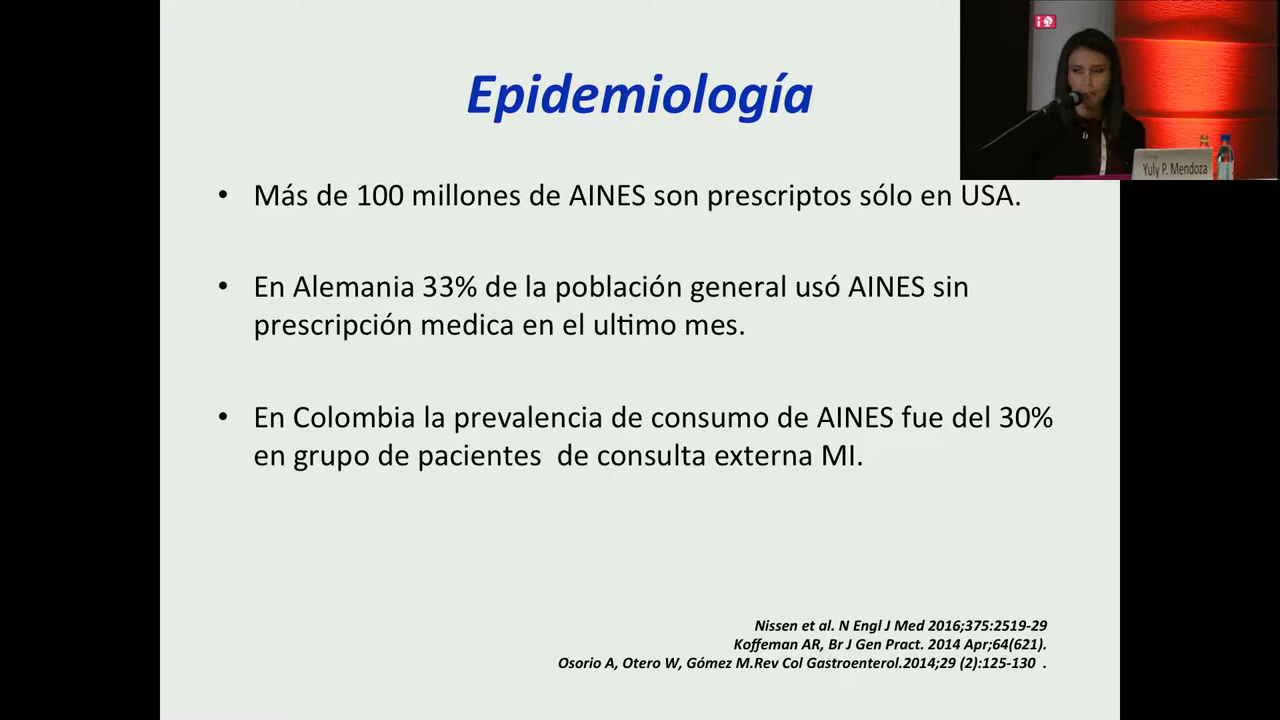 Epidemiología
• Más de 100 millones de AINES son prescriptos sólo en USA.
• En Alemania 33% de la población general usó AINES sin
prescripción medica en el ultimo mes.
• En Colombia la prevalencia de consumo de AINES fue del 30%
en grupo de pacientes de consulta externa MI.
Nissen et al. N Engl J Med 2016;375:2519-29
Koffeman AR, Br J Gen Pract. 2014 Apr;64(621).
Osorio A, Otero W, Gómez M.Rev Col Gastroenterol.2014;29 (2):125-130 .
Yuly P. Mendoza